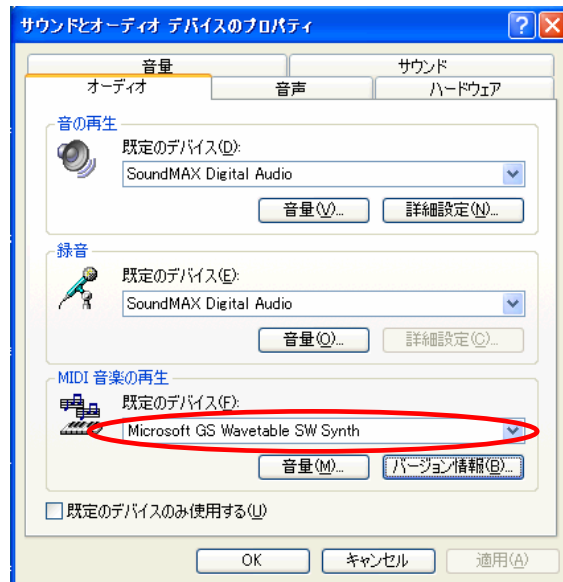 サウンドとオーディオ デバイスのプロパティ
音量 サウンド
オーディオ 音声 ハードウェア
音の再生
既定のデバイス(D):
SoundMAX Digital Audio
音量(V)... 詳細設定(N)...
録音
既定のデバイス(E):
SoundMAX Digital Audio
音量(O)... 詳細設定(C)...
MIDI 音楽の再生
既定のデバイス(F):
Microsoft GS Wavetable SW Synth
音量(M)... バージョン情報(B)...
既定のデバイスのみ使用する(U)
OK キャンセル 適用(A)